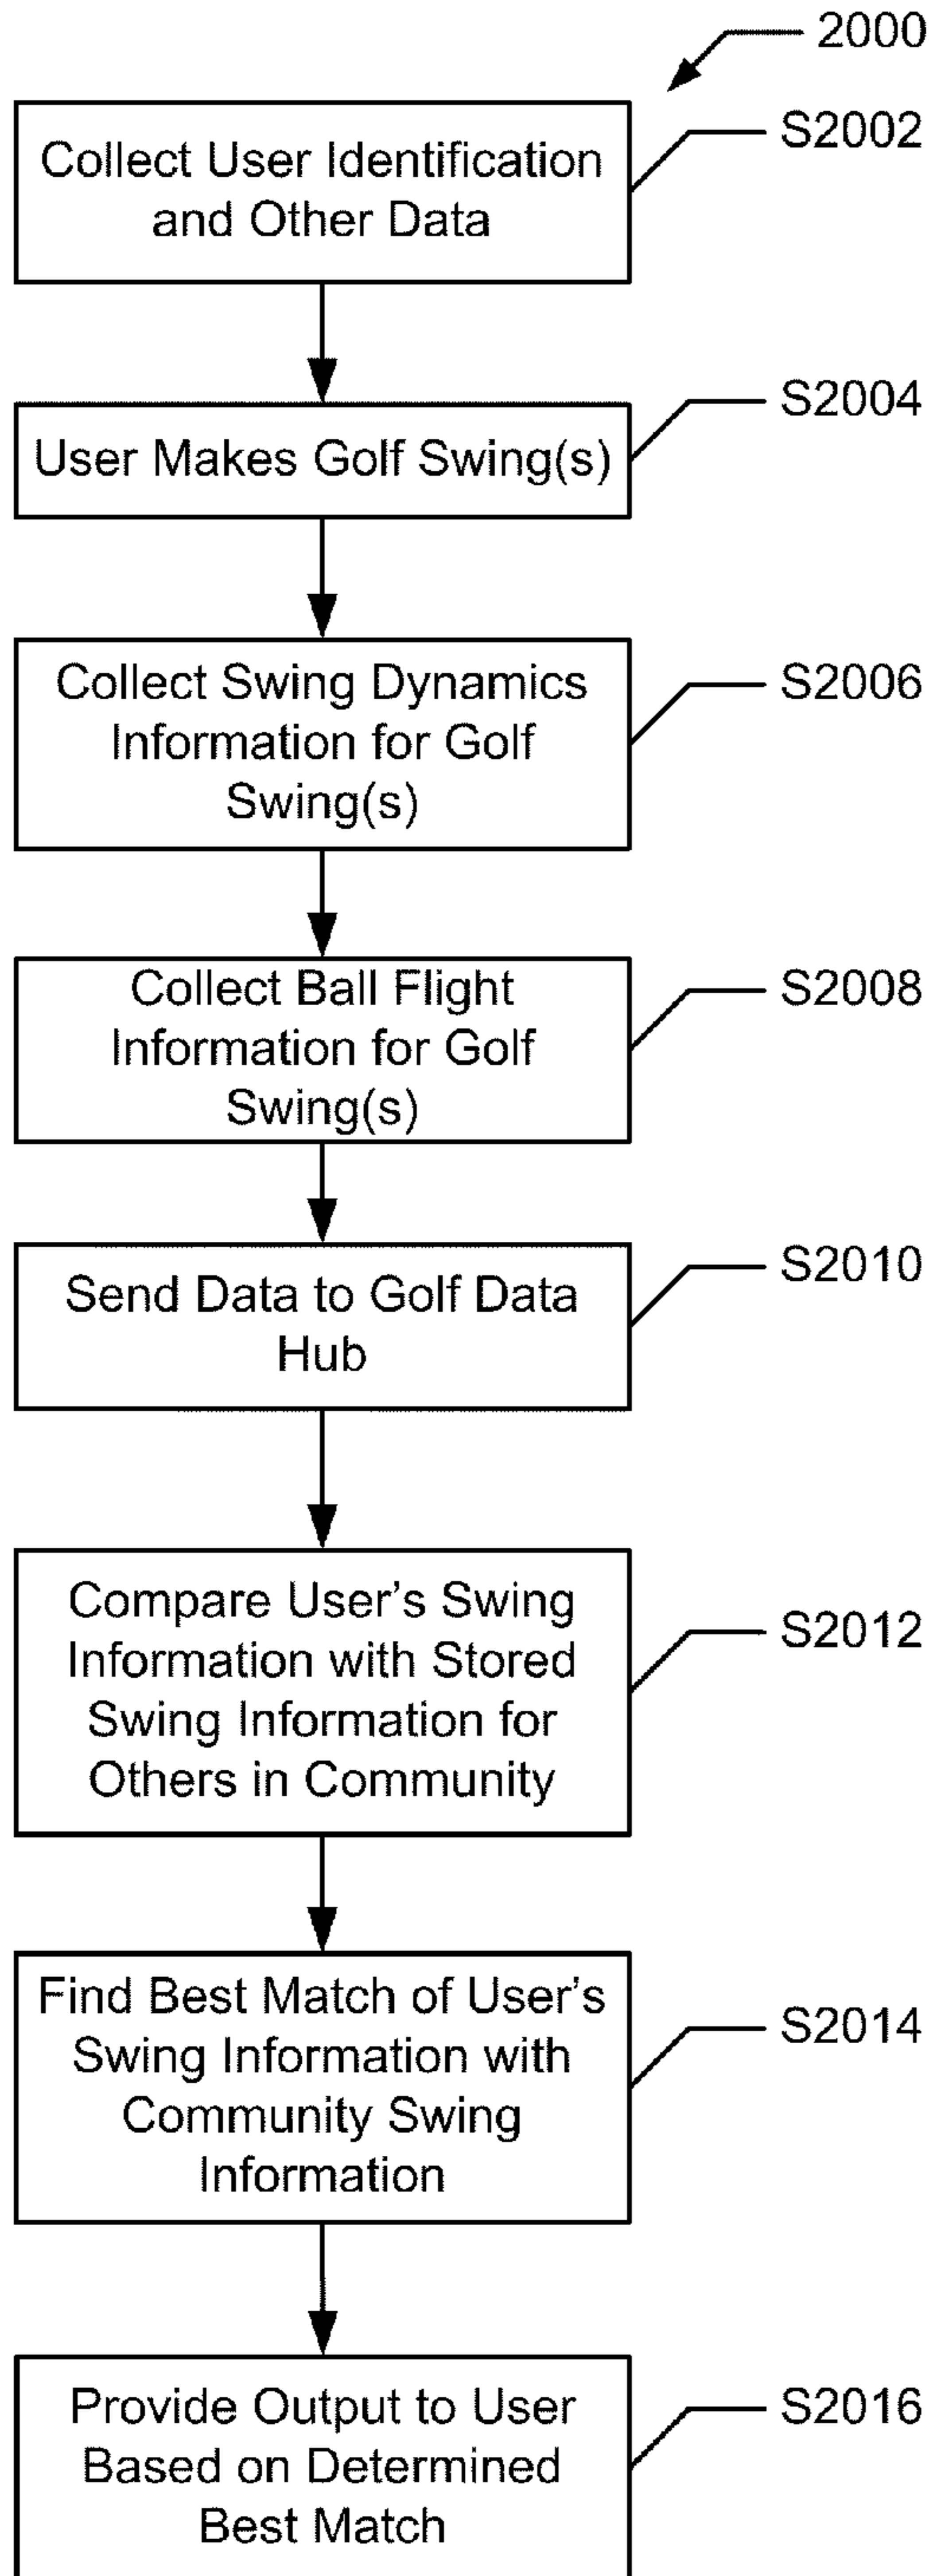 2000
S2002
Collect User Identification
and Other Data
S2004
User Makes Golf Swing(s)
S2006
Collect Swing Dynamics
Information for Golf
Swing(s)
S2008
Collect Ball Flight
Information for Golf
Swing(s)
S2010
Send Data to Golf Data
Hub
S2012
Compare User's Swing
Information with Stored
Swing Information for
Others in Community
S2014
Find Best Match of User's
Swing Information with
Community Swing
Information
S2016
Provide Output to User
Based on Determined
Best Match